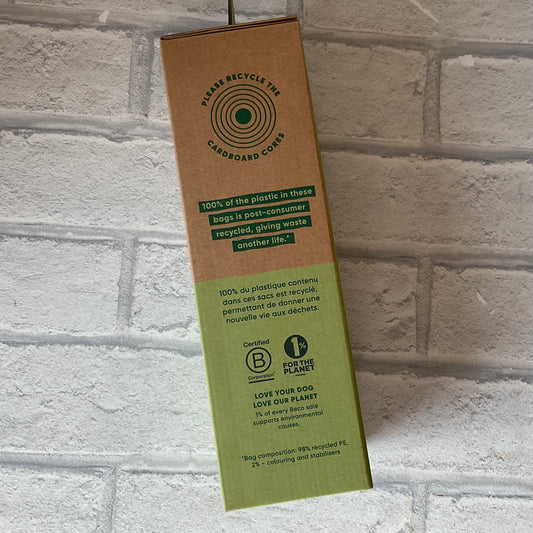 PLEASE RECYCLE THE
CARDBOARD CORES
100% of the plastic in these
bags is post-consumer
recycled, giving waste
another life.*
100% du plastique contenu
dans ces sacs est recyclé,
permettant de donner une
nouvelle vie aux déchets.
Certified
B
Corporation
1%
FOR THE
PLANET
LOVE YOUR DOG
LOVE OUR PLANET
1% of every Beco sale
supports environmental
causes.
*Bag composition: 98% recycled PE,
2% - colouring and stabilisers